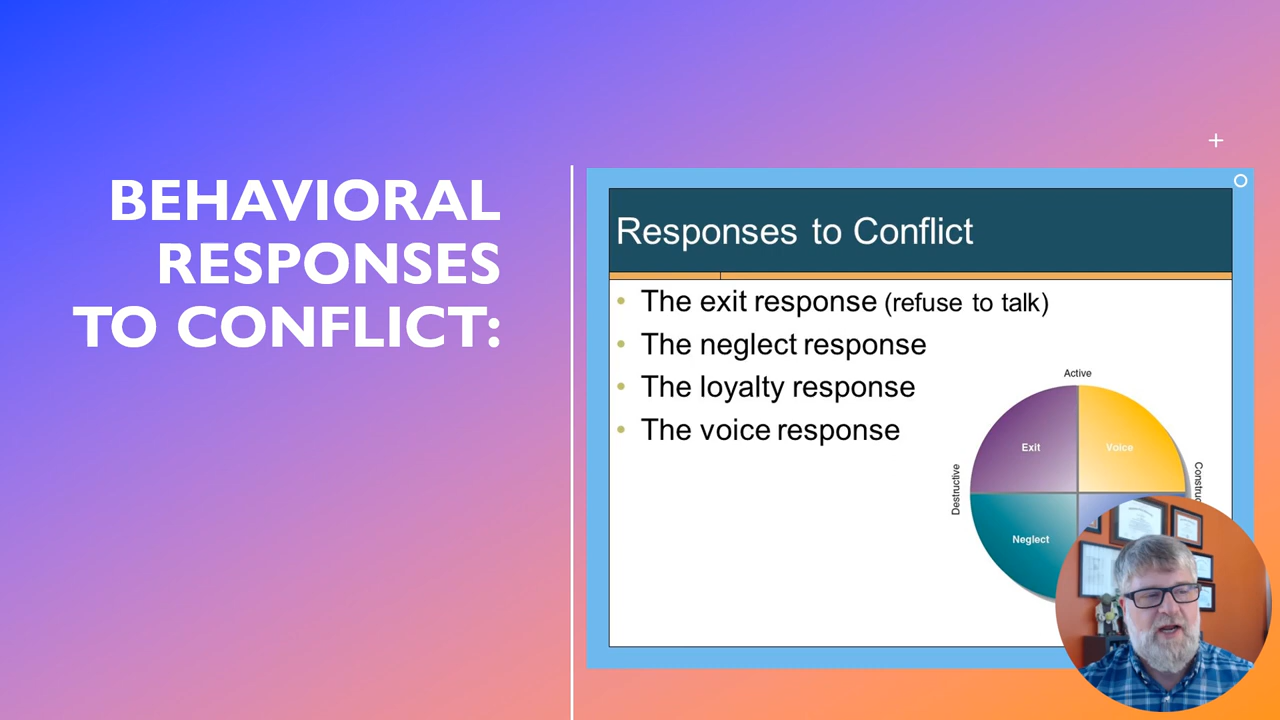 BEHAVIORAL
RESPONSES
TO CONFLICT:
Responses to Conflict
• The exit response (refuse to talk)
• The neglect response
• The loyalty response
• The voice response
Active
Exit
Voice
Destructive
Neglect